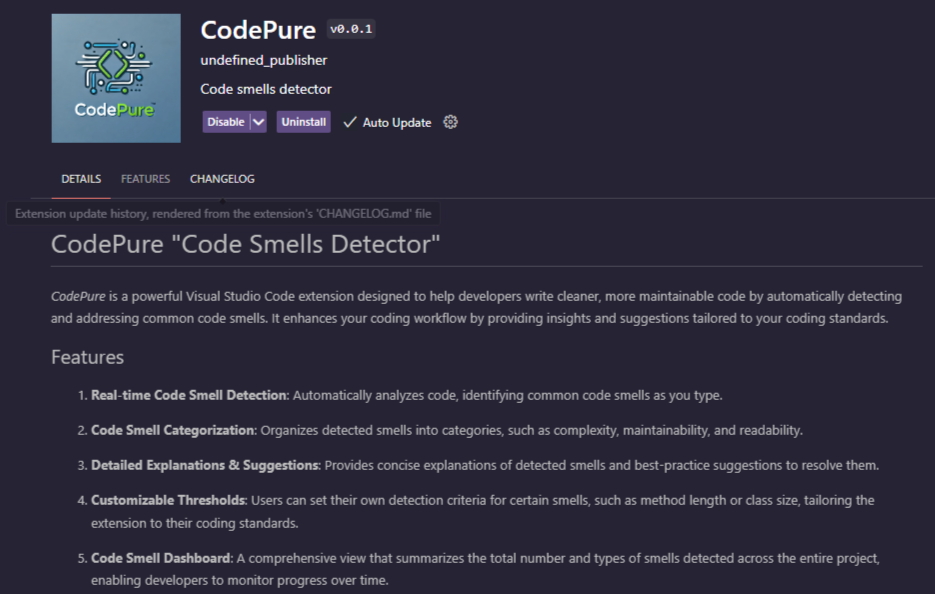 CodePure v0.0.1
undefined_publisher
Code smells detector
CodePure
Disable Uninstall Auto Update
DETAILS FEATURES CHANGELOG
Extension update history, rendered from the extension's 'CHANGELOG.md' file
CodePure "Code Smells Detector"
CodePure is a powerful Visual Studio Code extension designed to help developers write cleaner, more maintainable code by automatically detecting
and addressing common code smells. It enhances your coding workflow by providing insights and suggestions tailored to your coding standards.
Features
1. Real-time Code Smell Detection: Automatically analyzes code, identifying common code smells as you type.
2. Code Smell Categorization: Organizes detected smells into categories, such as complexity, maintainability, and readability.
3. Detailed Explanations & Suggestions: Provides concise explanations of detected smells and best-practice suggestions to resolve them.
4. Customizable Thresholds: Users can set their own detection criteria for certain smells, such as method length or class size, tailoring the
extension to their coding standards.
5. Code Smell Dashboard: A comprehensive view that summarizes the total number and types of smells detected across the entire project,
enabling developers to monitor progress over time.